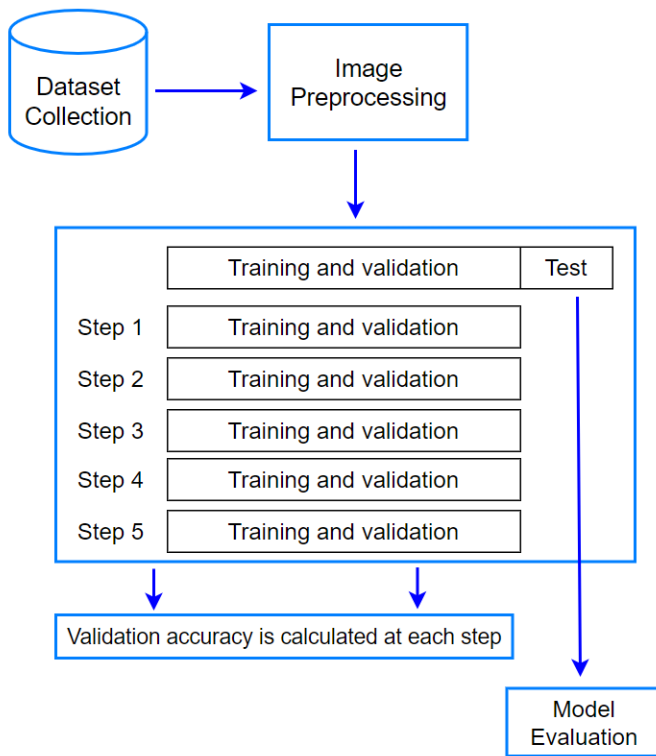 Dataset
Collection
Image
Preprocessing
Training and validation
Test
Step 1
Training and validation
Step 2
Training and validation
Step 3
Training and validation
Step 4
Training and validation
Step 5
Training and validation
Validation accuracy is calculated at each step
Model
Evaluation